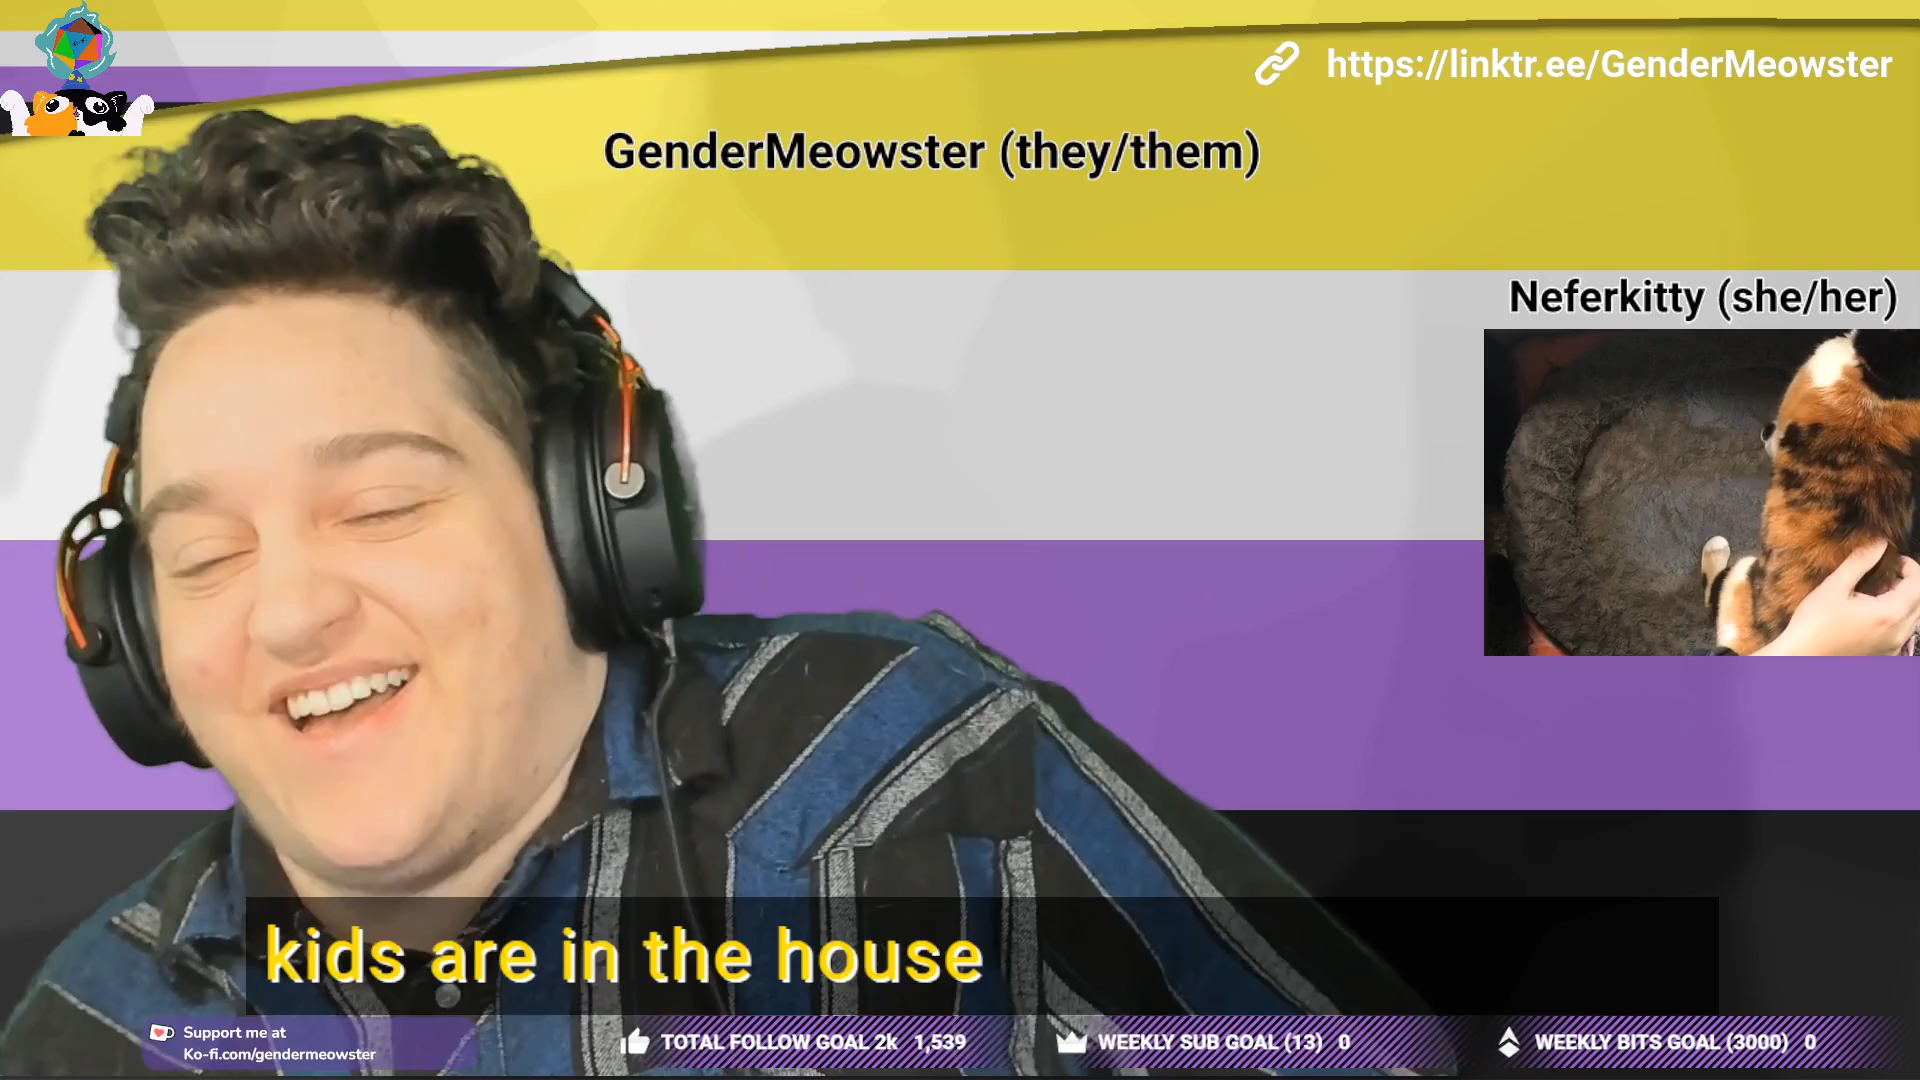 https://linktr.ee/GenderMeowster
GenderMeowster (they/them)
Neferkitty (she/her)
kids are in the house
Support me at
Ko-fi.com/gendermeowster
TOTAL FOLLOW GOAL 2k 1,539
WEEKLY SUB GOAL (13) 0
WEEKLY BITS GOAL (3000) 0